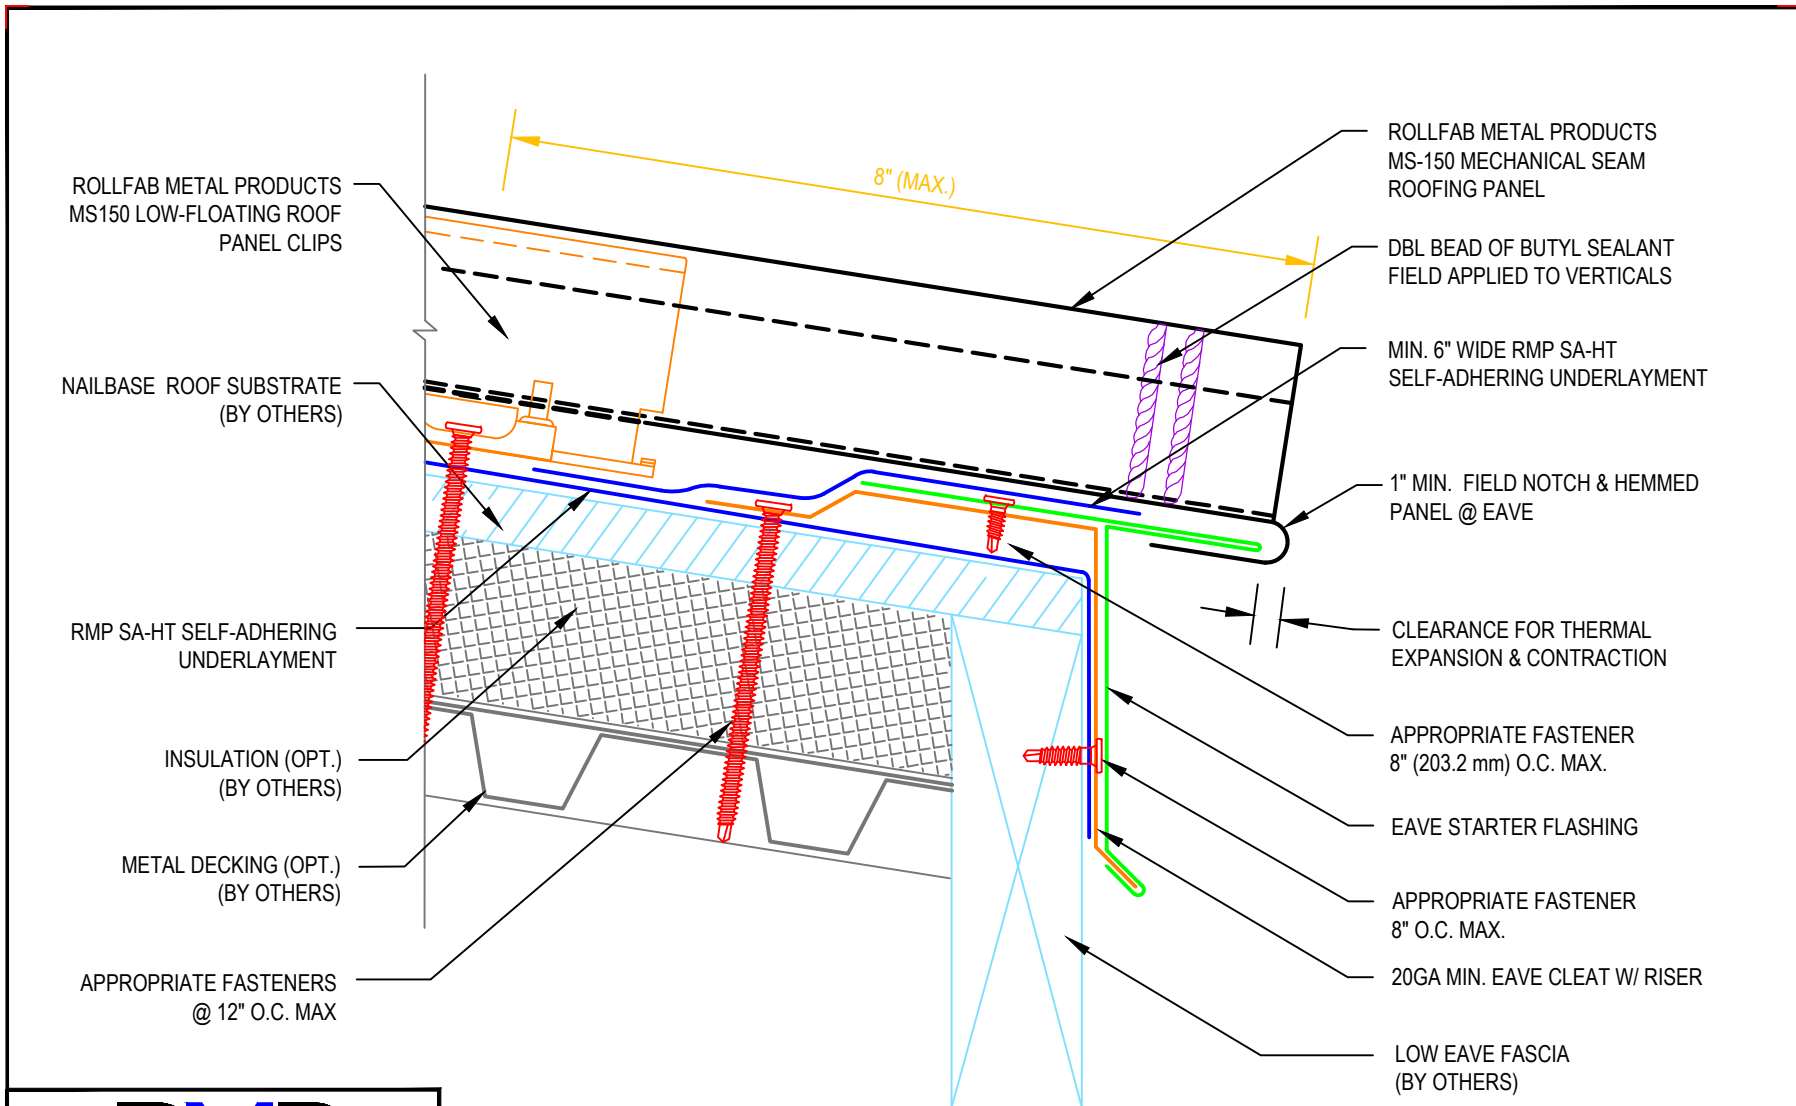 ROLLFAB METAL PRODUCTS
MS150 LOW-FLOATING ROOF
PANEL CLIPS
NAILBASE ROOF SUBSTRATE
(BY OTHERS)
RMP SA-HT SELF-ADHERING
UNDERLAYMENT
INSULATION (OPT.)
(BY OTHERS)
METAL DECKING (OPT.)
(BY OTHERS)
APPROPRIATE FASTENERS
@ 12" O.C. MAX
8" (MAX.)
ROLLFAB METAL PRODUCTS
MS-150 MECHANICAL SEAM
ROOFING PANEL
DBL BEAD OF BUTYL SEALANT
FIELD APPLIED TO VERTICALS
MIN. 6" WIDE RMP SA-HT
SELF-ADHERING UNDERLAYMENT
1" MIN. FIELD NOTCH & HEMMED
PANEL @ EAVE
CLEARANCE FOR THERMAL
EXPANSION & CONTRACTION
APPROPRIATE FASTENER
8" (203.2 mm) O.C. MAX.
EAVE STARTER FLASHING
APPROPRIATE FASTENER
8" O.C. MAX.
20GA MIN. EAVE CLEAT W/ RISER
LOW EAVE FASCIA
(BY OTHERS)